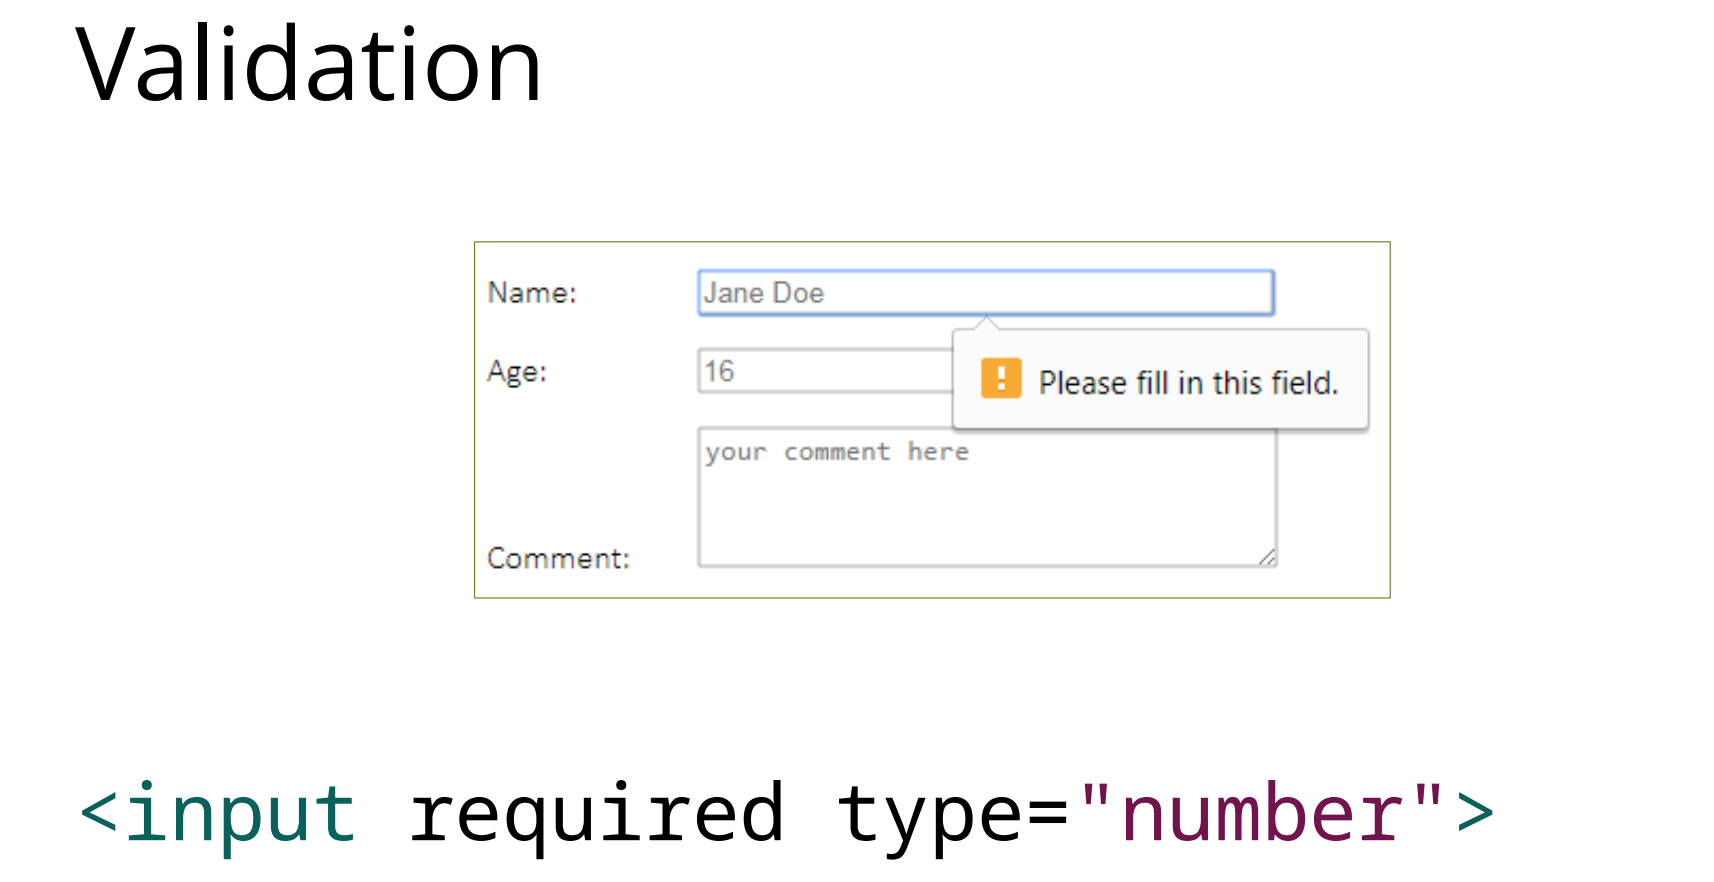 Validation
Name:
Jane Doe
Age:
16
Please fill in this field.
your comment here
Comment:
<input required type="number">